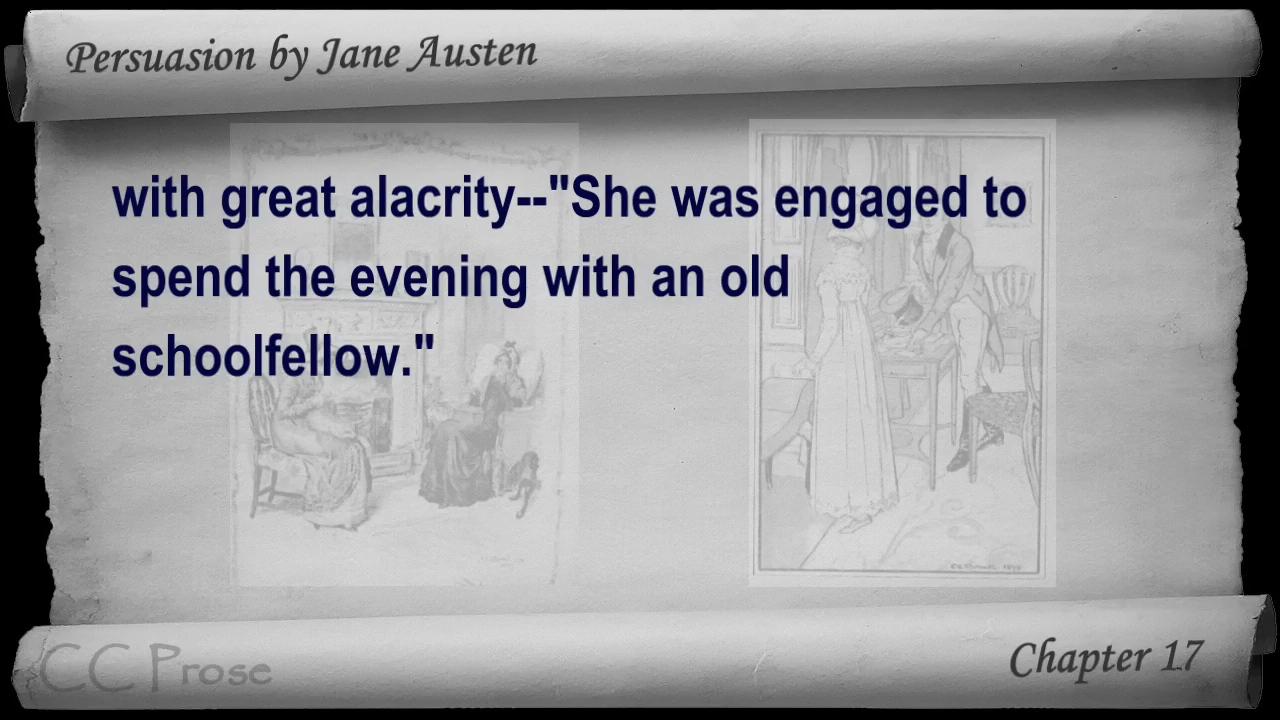 Persuasion by Jane Austen
with great alacrity--"She was engaged to
spend the evening with an old
schoolfellow."
CC Prose
Chapter 17